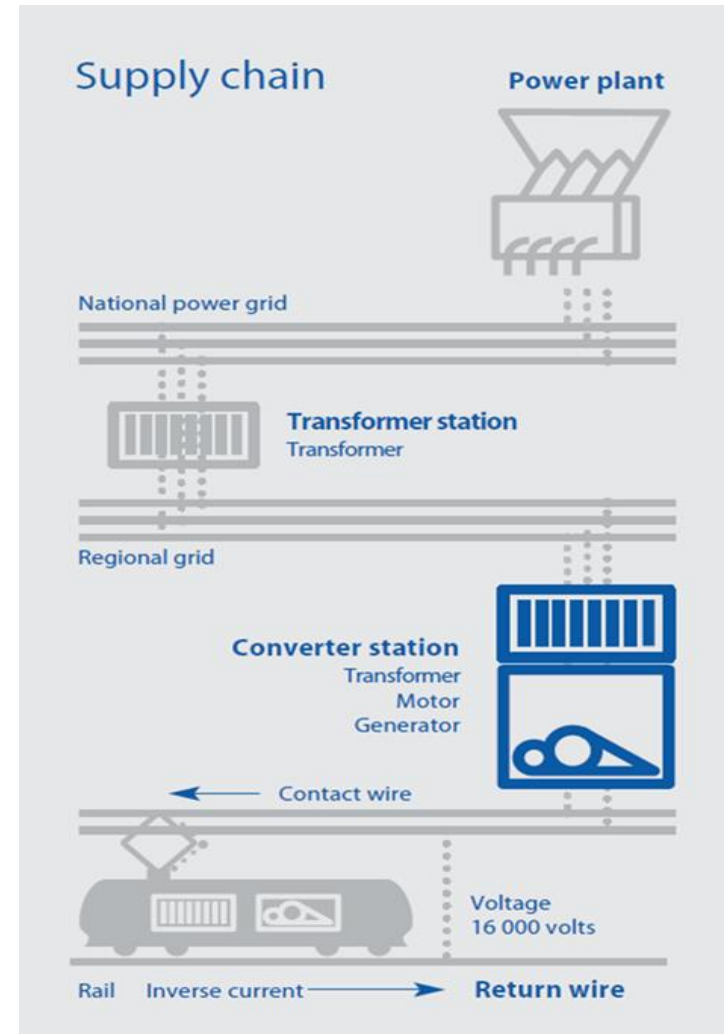 Supply chain
Power plant
National power grid
Transformer station
Transformer
Regional grid
Converter station
Transformer
Motor
Generator
Contact wire
Voltage
16 000 volts
Rail Inverse current Return wire